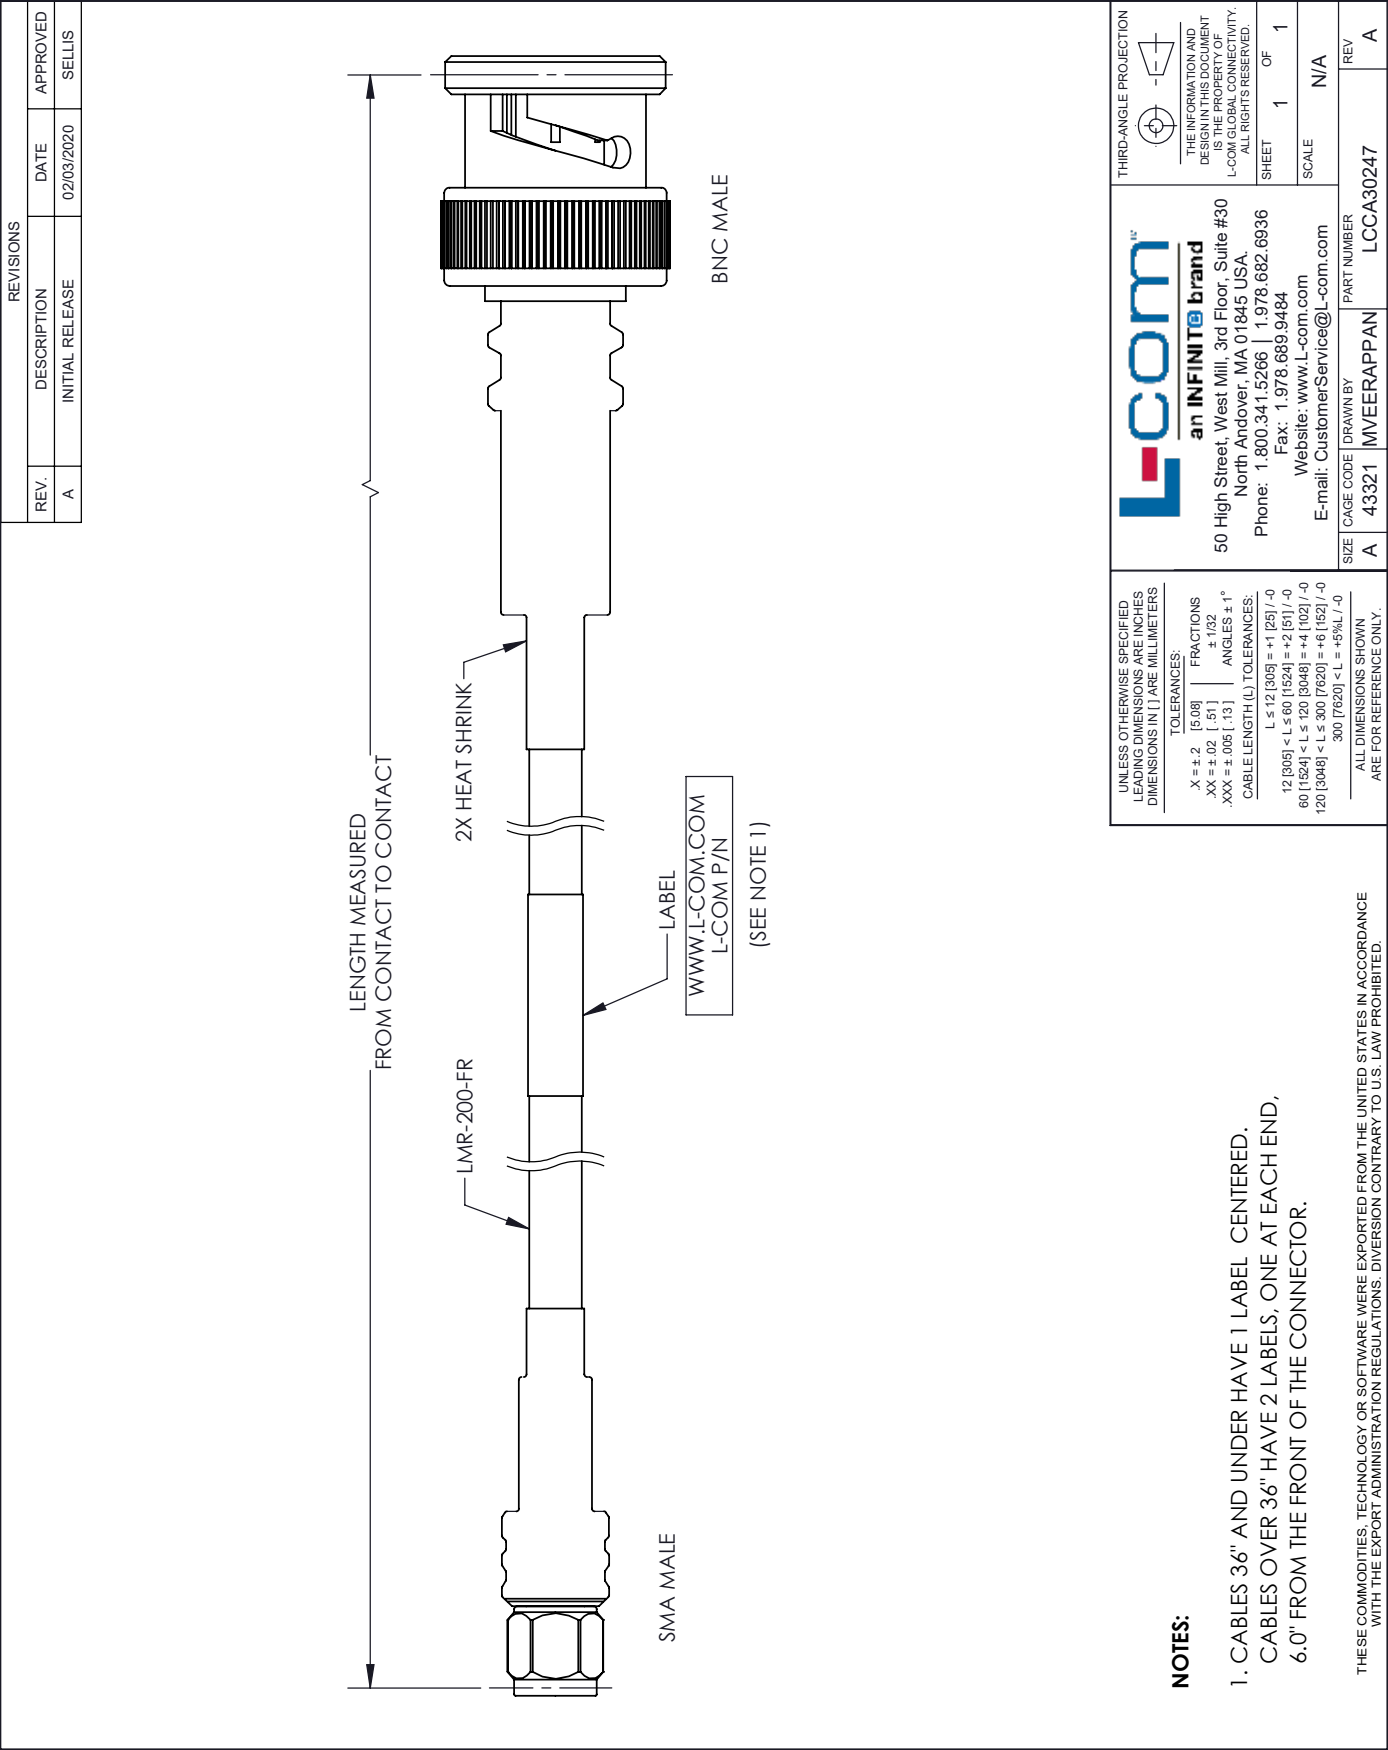 REVISIONS
REV. DESCRIPTION DATE APPROVED
A INITIAL RELEASE 02/03/2020 SELLIS
LENGTH MEASURED
FROM CONTACT TO CONTACT
LMR-200-FR
2X HEAT SHRINK
LABEL
WWW.L-COM.COM
L-COM P/N
(SEE NOTE 1)
SMA MALE
BNC MALE
NOTES:
1. CABLES 36" AND UNDER HAVE 1 LABEL CENTERED.
CABLES OVER 36" HAVE 2 LABELS, ONE AT EACH END,
6.0" FROM THE FRONT OF THE CONNECTOR.
THESE COMMODITIES, TECHNOLOGY OR SOFTWARE WERE EXPORTED FROM THE UNITED STATES IN ACCORDANCE
WITH THE EXPORT ADMINISTRATION REGULATIONS. DIVERSION CONTRARY TO U.S. LAW PROHIBITED.
UNLESS OTHERWISE SPECIFIED
LEADING DIMENSIONS ARE INCHES
DIMENSIONS IN [ ] ARE MILLIMETERS
TOLERANCES:
.X = ±.2 [5.08] FRACTIONS
.XX = ±.02 [ .51 ] ± 1/32
.XXX = ± .005 [ .13 ] ANGLES ± 1°
CABLE LENGTH (L) TOLERANCES:
L ≤ 12 [305] = +1 [25] / -0
12 [305] < L ≤ 60 [1524] = +2 [51] / -0
60 [1524] < L ≤ 120 [3048] = +4 [102] / -0
120 [3048] < L ≤ 300 [7620] = +6 [152] / -0
300 [7620] < L = +5%L / -0
ALL DIMENSIONS SHOWN
ARE FOR REFERENCE ONLY.
L-com
an INFINITe brand
50 High Street, West Mill, 3rd Floor, Suite #30
North Andover, MA 01845 USA.
Phone: 1.800.341.5266 | 1.978.682.6936
Fax: 1.978.689.9484
Website: www.L-com.com
E-mail: CustomerService@L-com.com
THIRD-ANGLE PROJECTION
THE INFORMATION AND
DESIGN IN THIS DOCUMENT
IS THE PROPERTY OF
L-COM GLOBAL CONNECTIVITY.
ALL RIGHTS RESERVED.
SHEET 1 OF 1
SCALE N/A
SIZE CAGE CODE DRAWN BY PART NUMBER REV
A 43321 MVEERAPPAN LCCA30247 A